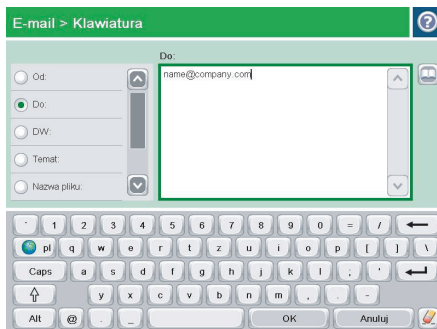 E-mail > Klawiatura
?
Do:
Od:
name@company.com
Do:
DW:
Temat:
Nazwa pliku:
` 1 2 3 4 5 6 7 8 9 0 = /
pl q w e r t z u i o p [ ] \
Caps a s d f g h j k l ; '
y x c v b n m , . -
Alt @ . _ OK Anuluj